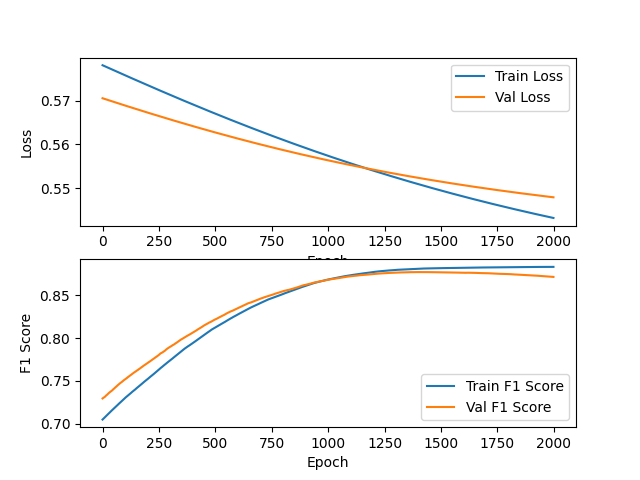 Train Loss
Val Loss
0.57
0.56
0.55
Loss
0 250 500 750 1000 1250 1500 1750 2000
Epoch
Train F1 Score
Val F1 Score
0.85
0.80
0.75
0.70
F1 Score
0 250 500 750 1000 1250 1500 1750 2000
Epoch